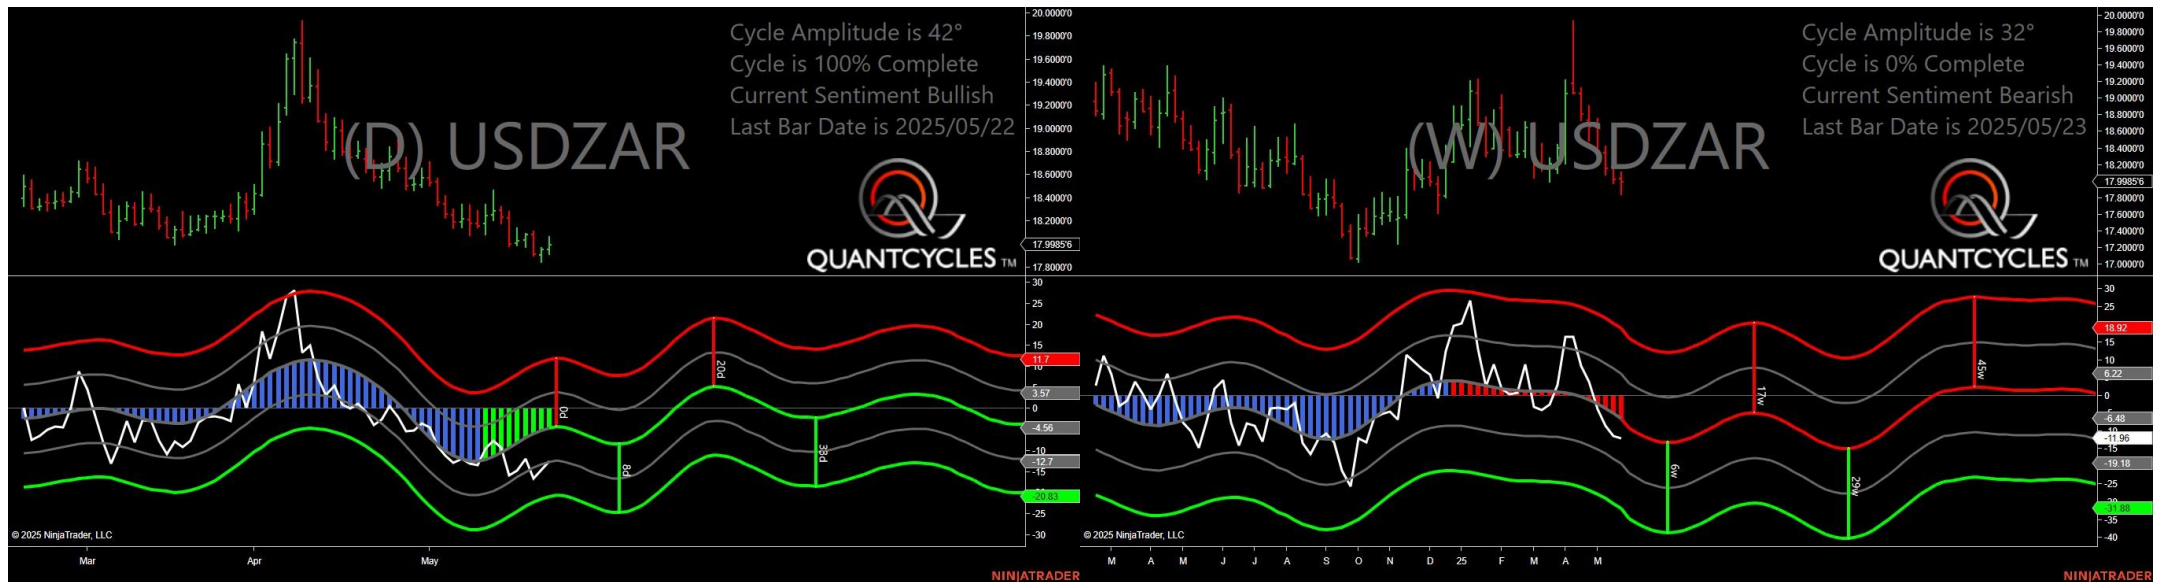 Cycle Amplitude is 42°
Cycle is 100% Complete
Current Sentiment Bullish
Last Bar Date is 2025/05/22
(D) USDZAR
QUANTCYCLES TM
20.0000'0
19.8000'0
19.6000'0
19.4000'0
19.2000'0
19.0000'0
18.8000'0
18.6000'0
18.4000'0
18.2000'0
17.9985'6
17.8000'0
30
25
20
15
11.7
10
5
3.57
0
-4.56
-10
-12.7
-15
-20.83
-25
-30
0d
8d
20d
33d
© 2025 NinjaTrader, LLC
Mar
Apr
May
NINJATRADER
Cycle Amplitude is 32°
Cycle is 0% Complete
Current Sentiment Bearish
Last Bar Date is 2025/05/23
(W) USDZAR
QUANTCYCLES TM
20.0000'0
19.8000'0
19.6000'0
19.4000'0
19.2000'0
19.0000'0
18.8000'0
18.6000'0
18.4000'0
18.2000'0
17.9985'6
17.8000'0
17.6000'0
17.4000'0
17.2000'0
17.0000'0
30
25
18.92
15
10
6.22
0
-6.48
-11.96
-15
-19.18
-25
-31.88
-35
-40
6w
17w
29w
45w
© 2025 NinjaTrader, LLC
M A M J J A S O N D 25 F M A M
NINJATRADER